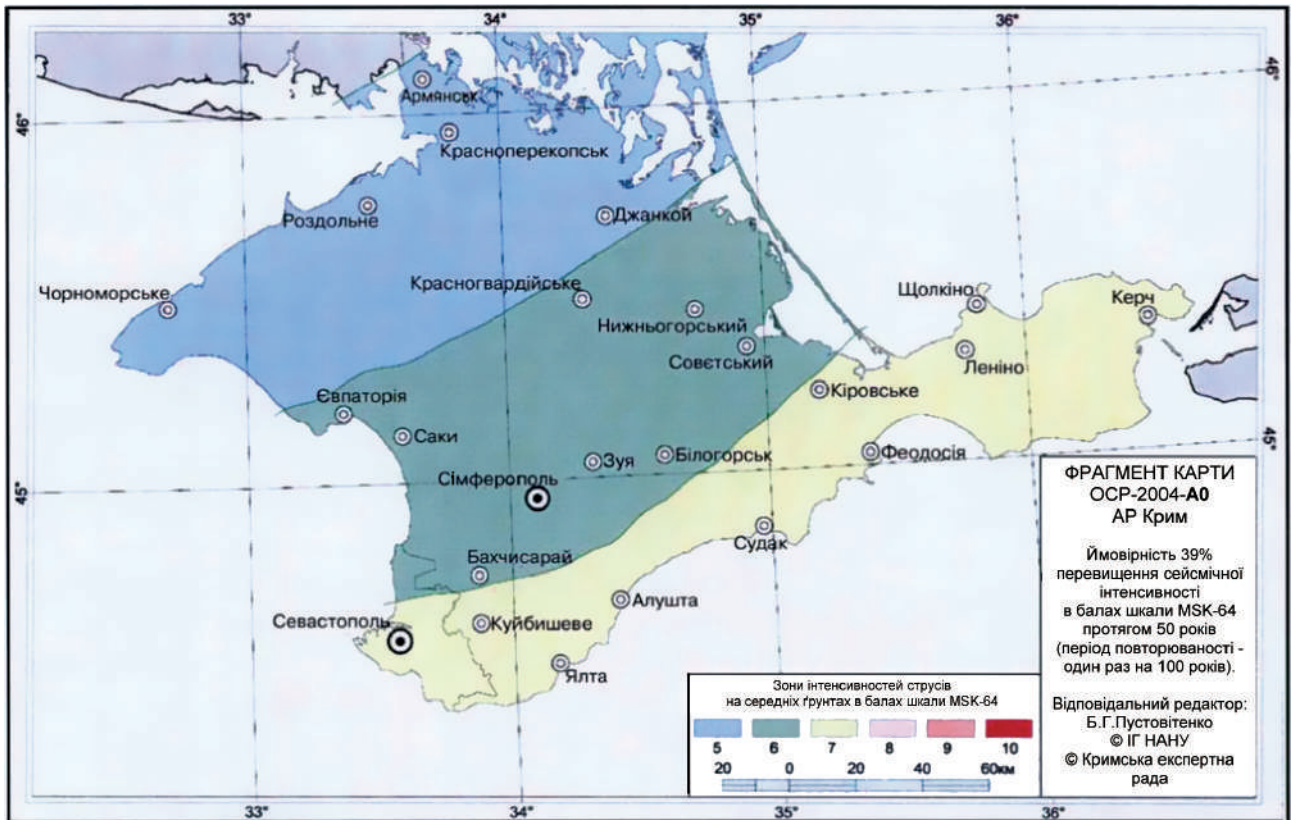 33°
34°
35°
36°
46°
46°
Армянськ
Красноперекопськ
Роздольне
Джанкой
Чорноморське
Красногвардійське
Нижньогорський
Совєтський
Щолкіно
Керч
Леніно
Кіровське
Євпаторія
Саки
Зуя
Білогорськ
Феодосія
45°
45°
Сімферополь
Судак
Бахчисарай
Алушта
Севастополь
Куйбишеве
Ялта
ФРАГМЕНТ КАРТИ
ОСР-2004-А0
АР Крим
Ймовірність 39%
перевищення сейсмічної
інтенсивності
в балах шкали MSK-64
протягом 50 років
(період повторюваності -
один раз на 100 років).
Відповідальний редактор:
Б.Г.Пустовітенко
© ІГ НАНУ
© Кримська експертна
рада
Зони інтенсивностей струсів
на середніх ґрунтах в балах шкали MSK-64
5 6 7 8 9 10
20 0 20 40 60км
33°
34°
35°
36°